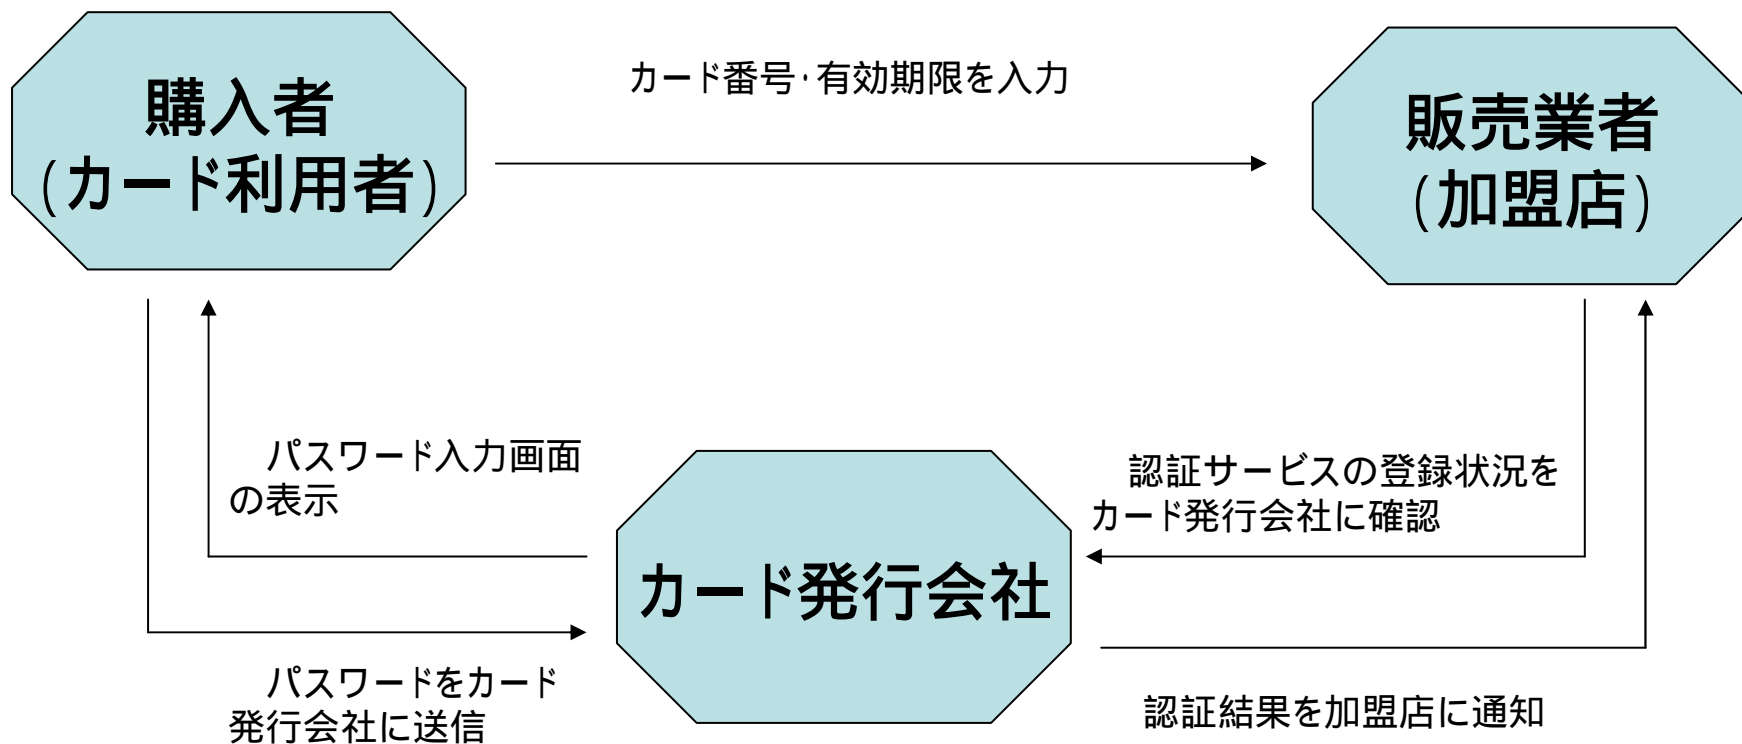 購入者
(カード利用者)
カード番号・有効期限を入力
販売業者
(加盟店)
パスワード入力画面
の表示
認証サービスの登録状況を
カード発行会社に確認
カード発行会社
パスワードをカード
発行会社に送信
認証結果を加盟店に通知